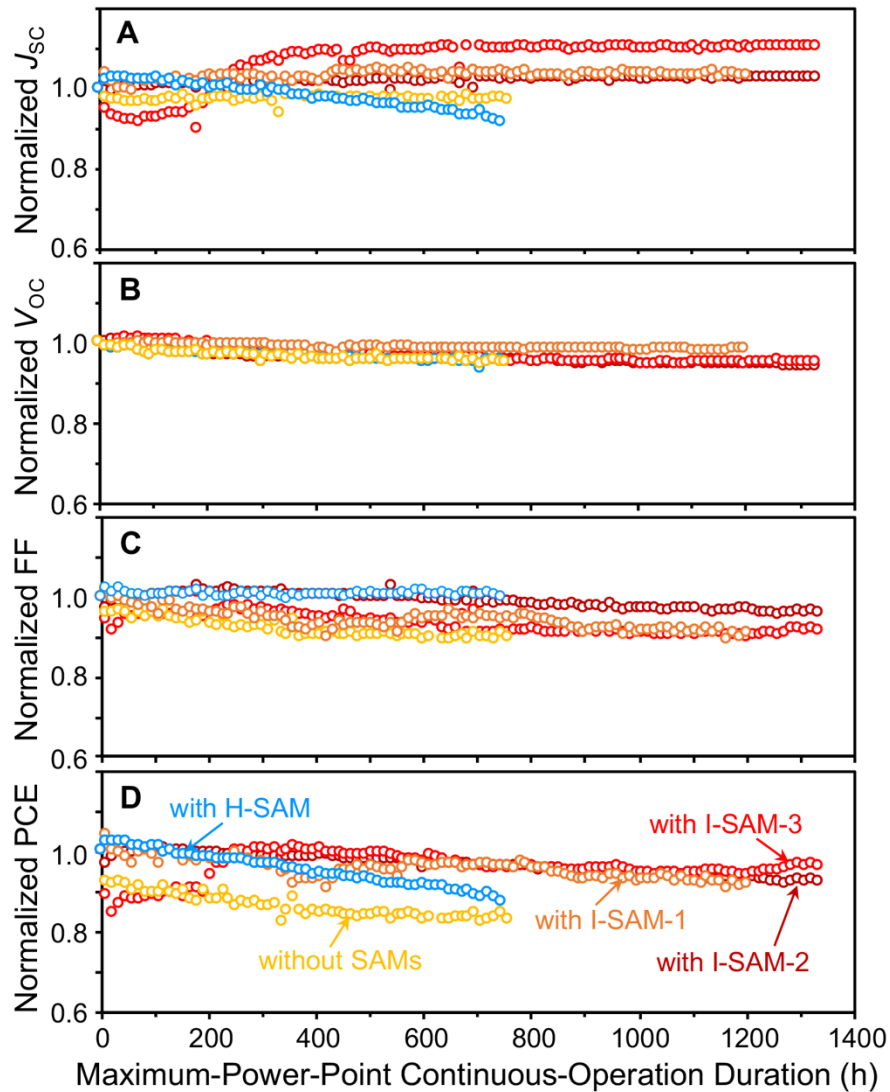 A
Normalized JSC
1.0
0.8
0.6
B
Normalized VOC
1.0
0.8
0.6
C
Normalized FF
1.0
0.8
0.6
D
Normalized PCE
with H-SAM
with I-SAM-3
1.0
0.8
with I-SAM-1
without SAMs
with I-SAM-2
0.6
0 200 400 600 800 1000 1200 1400
Maximum-Power-Point Continuous-Operation Duration (h)